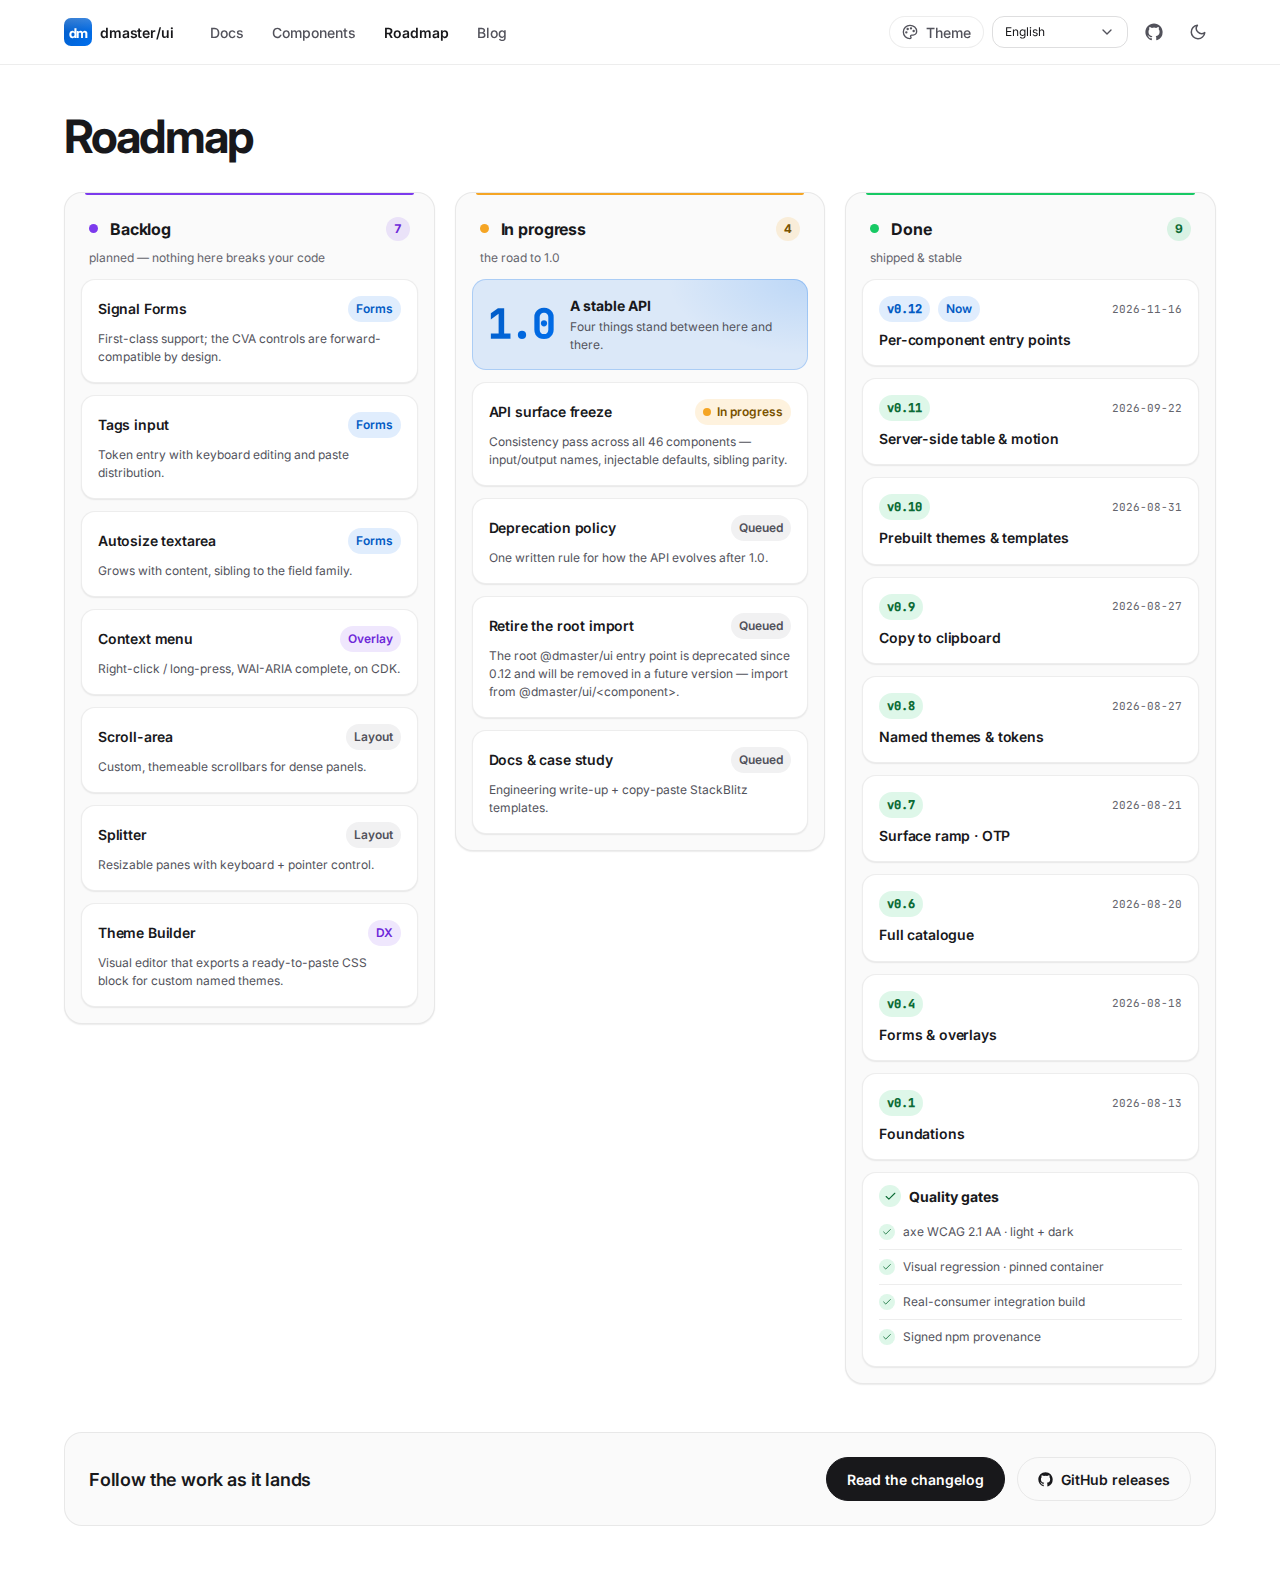 dm dmaster/ui Docs Components Roadmap Blog Theme English
Roadmap
Backlog 7
planned — nothing here breaks your code
Signal Forms Forms
First-class support; the CVA controls are forward-
compatible by design.
Tags input Forms
Token entry with keyboard editing and paste
distribution.
Autosize textarea Forms
Grows with content, sibling to the field family.
Context menu Overlay
Right-click / long-press, WAI-ARIA complete, on CDK.
Scroll-area Layout
Custom, themeable scrollbars for dense panels.
Splitter Layout
Resizable panes with keyboard + pointer control.
Theme Builder DX
Visual editor that exports a ready-to-paste CSS
block for custom named themes.
In progress 4
the road to 1.0
1.0
A stable API
Four things stand between here and
there.
API surface freeze In progress
Consistency pass across all 46 components —
input/output names, injectable defaults, sibling parity.
Deprecation policy Queued
One written rule for how the API evolves after 1.0.
Retire the root import Queued
The root @dmaster/ui entry point is deprecated since
0.12 and will be removed in a future version — import
from @dmaster/ui/<component>.
Docs & case study Queued
Engineering write-up + copy-paste StackBlitz
templates.
Done 9
shipped & stable
v0.12 Now 2026-11-16
Per-component entry points
v0.11 2026-09-22
Server-side table & motion
v0.10 2026-08-31
Prebuilt themes & templates
v0.9 2026-08-27
Copy to clipboard
v0.8 2026-08-27
Named themes & tokens
v0.7 2026-08-21
Surface ramp · OTP
v0.6 2026-08-20
Full catalogue
v0.4 2026-08-18
Forms & overlays
v0.1 2026-08-13
Foundations
Quality gates
axe WCAG 2.1 AA · light + dark
Visual regression · pinned container
Real-consumer integration build
Signed npm provenance
Follow the work as it lands Read the changelog GitHub releases